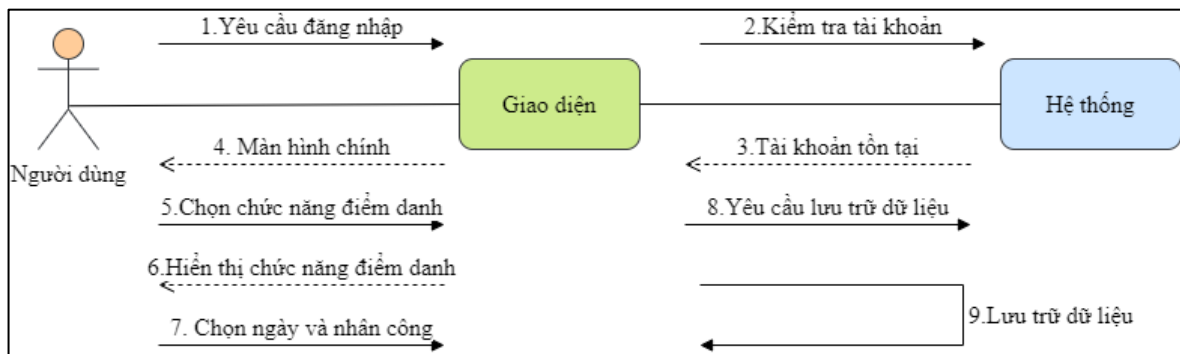 1.Yêu cầu đăng nhập
2.Kiểm tra tài khoản
Giao diện
Hệ thống
Người dùng
4. Màn hình chính
3.Tài khoản tồn tại
5.Chọn chức năng điểm danh
8.Yêu cầu lưu trữ dữ liệu
6.Hiển thị chức năng điểm danh
7. Chọn ngày và nhân công
9.Lưu trữ dữ liệu